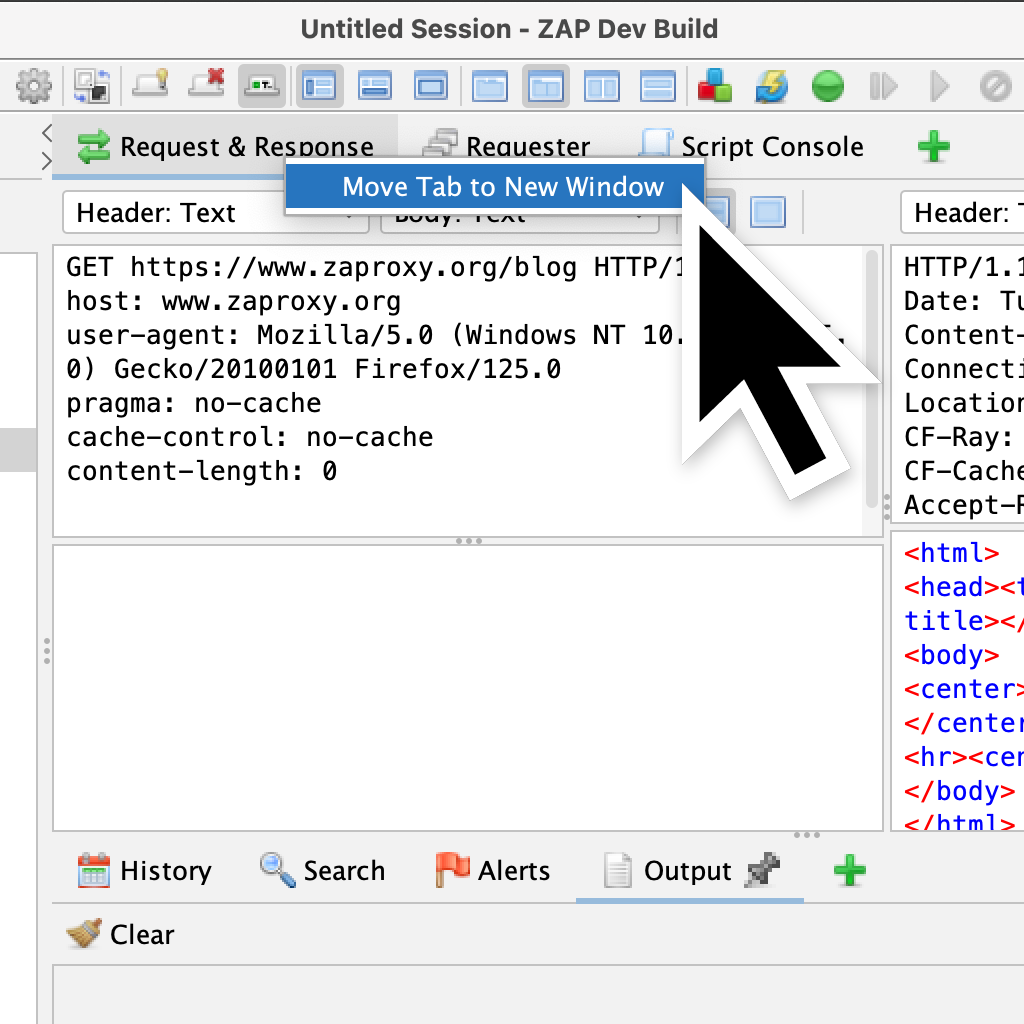 Untitled Session - ZAP Dev Build
Request & Response
Requester
Script Console
Move Tab to New Window
Header: Text
Body: Text
Header:
GET https://www.zaproxy.org/blog HTTP/1
host: www.zaproxy.org
user-agent: Mozilla/5.0 (Windows NT 10.
0) Gecko/20100101 Firefox/125.0
pragma: no-cache
cache-control: no-cache
content-length: 0
HTTP/1.1
Date: Tu
Content-
Connecti
Location
CF-Ray:
CF-Cache
Accept-R
<html>
<head><t
title></
<body>
<center>
</center
<hr><cen
</body>
</html>
History
Search
Alerts
Output
Clear